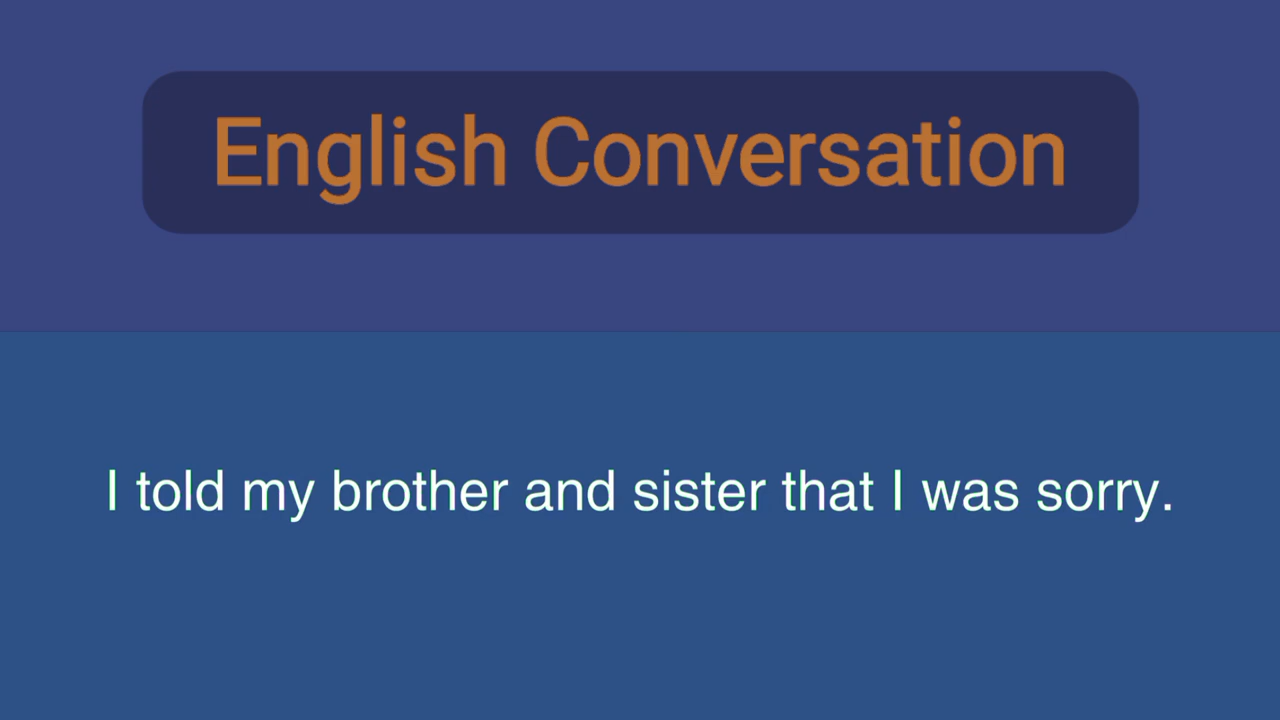 English Conversation
I told my brother and sister that I was sorry.